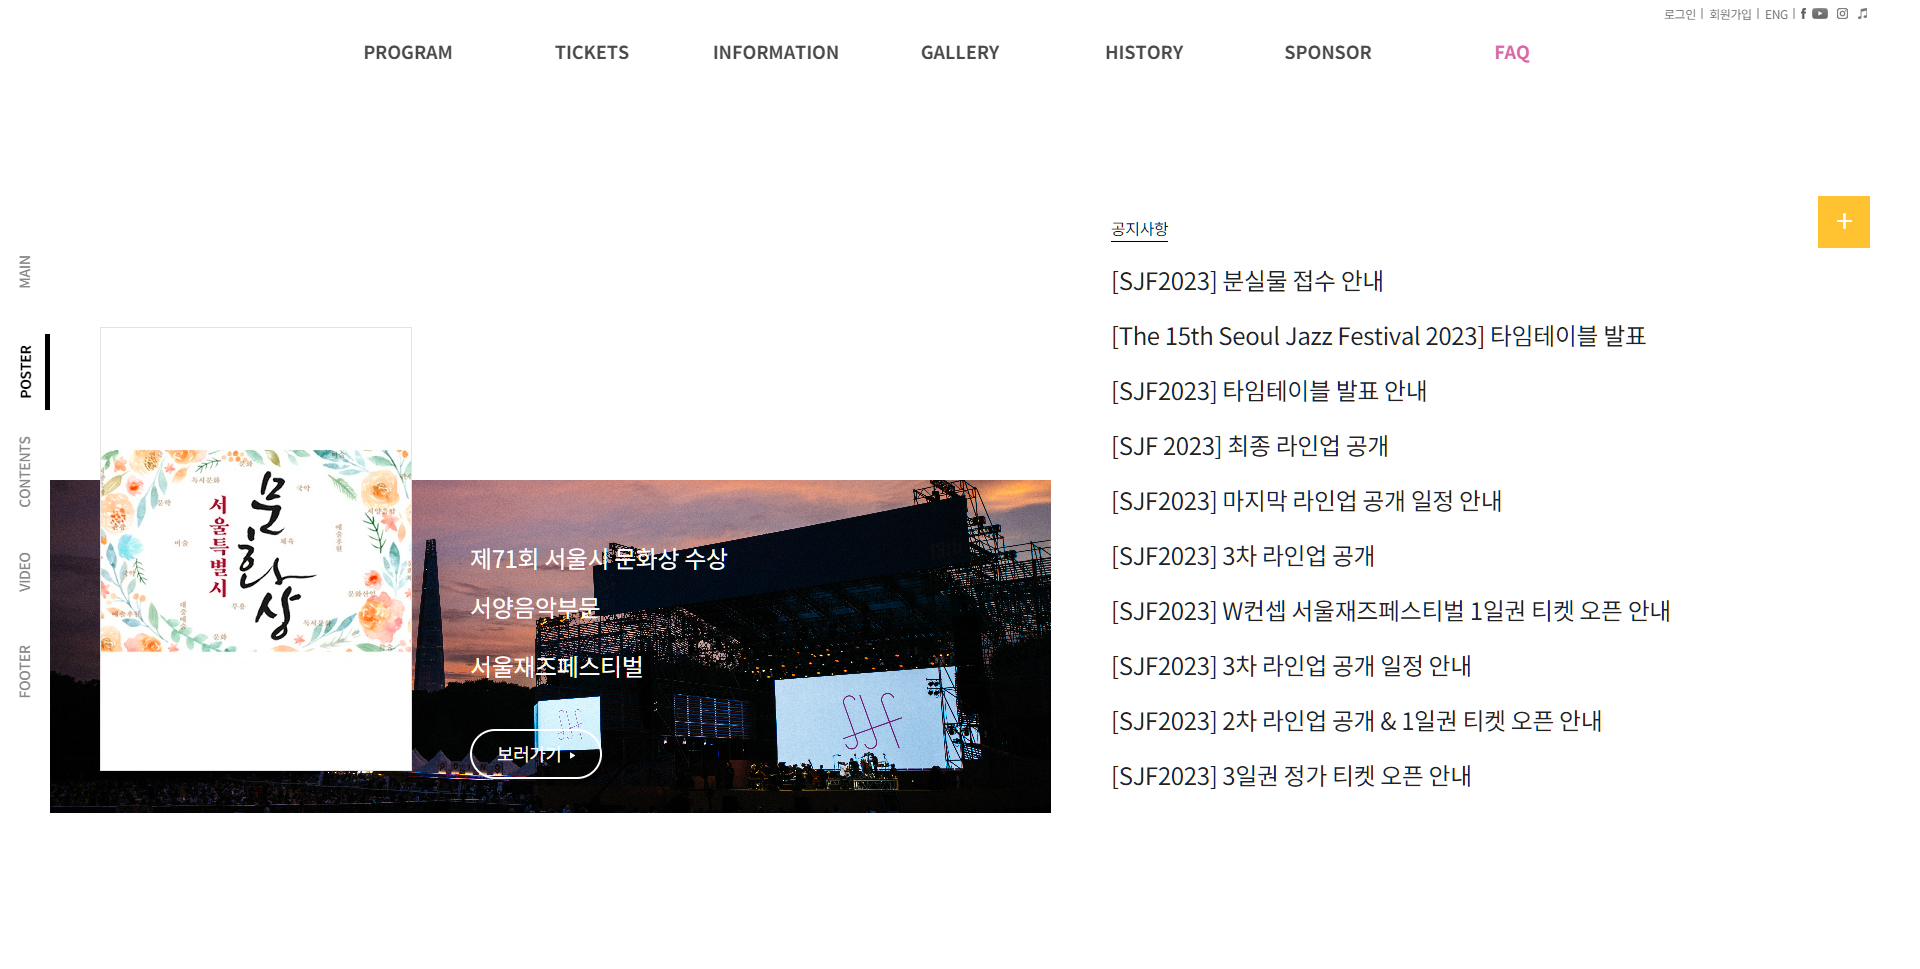 로그인 | 회원가입 | ENG |
PROGRAM TICKETS INFORMATION GALLERY HISTORY SPONSOR FAQ
MAIN
POSTER
CONTENTS
VIDEO
FOOTER
서울특별시
문화상
제71회 서울시 문화상 수상
서양음악부문
서울재즈페스티벌
보러가기
공지사항
+
[SJF2023] 분실물 접수 안내
[The 15th Seoul Jazz Festival 2023] 타임테이블 발표
[SJF2023] 타임테이블 발표 안내
[SJF 2023] 최종 라인업 공개
[SJF2023] 마지막 라인업 공개 일정 안내
[SJF2023] 3차 라인업 공개
[SJF2023] W컨셉 서울재즈페스티벌 1일권 티켓 오픈 안내
[SJF2023] 3차 라인업 공개 일정 안내
[SJF2023] 2차 라인업 공개 & 1일권 티켓 오픈 안내
[SJF2023] 3일권 정가 티켓 오픈 안내